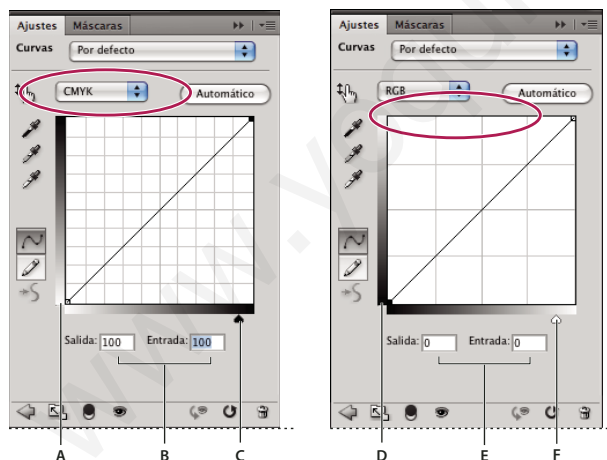 Ajustes Máscaras
Curvas Por defecto
CMYK Automático
Salida: 100 Entrada: 100
A B C
Ajustes Máscaras
Curvas Por defecto
RGB Automático
Salida: 0 Entrada: 0
D E F